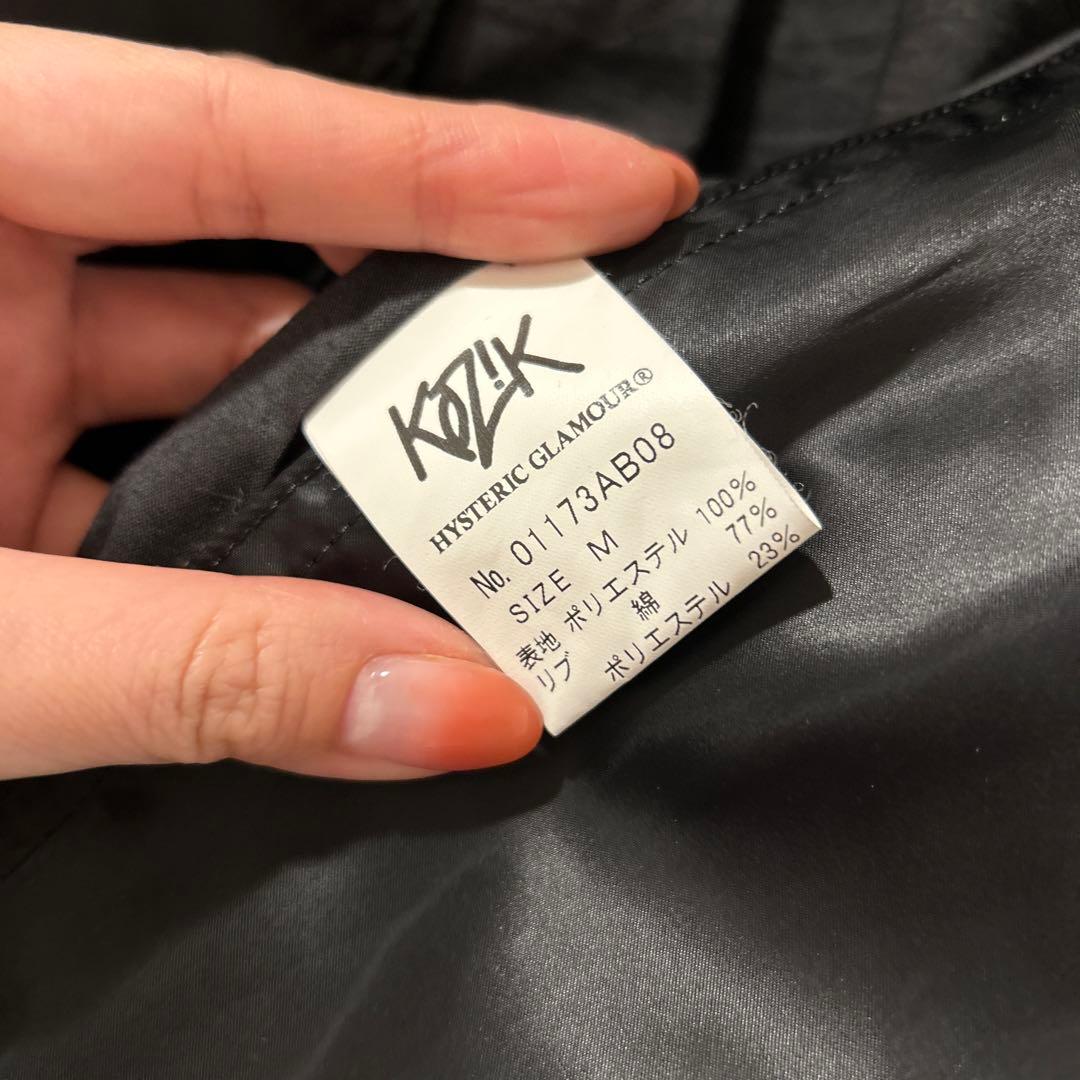 KOZIK
HYSTERIC GLAMOUR®
No. 01173AB08
SIZE M
表地 ポリエステル 100%
リブ 綿 77%
ポリエステル 23%